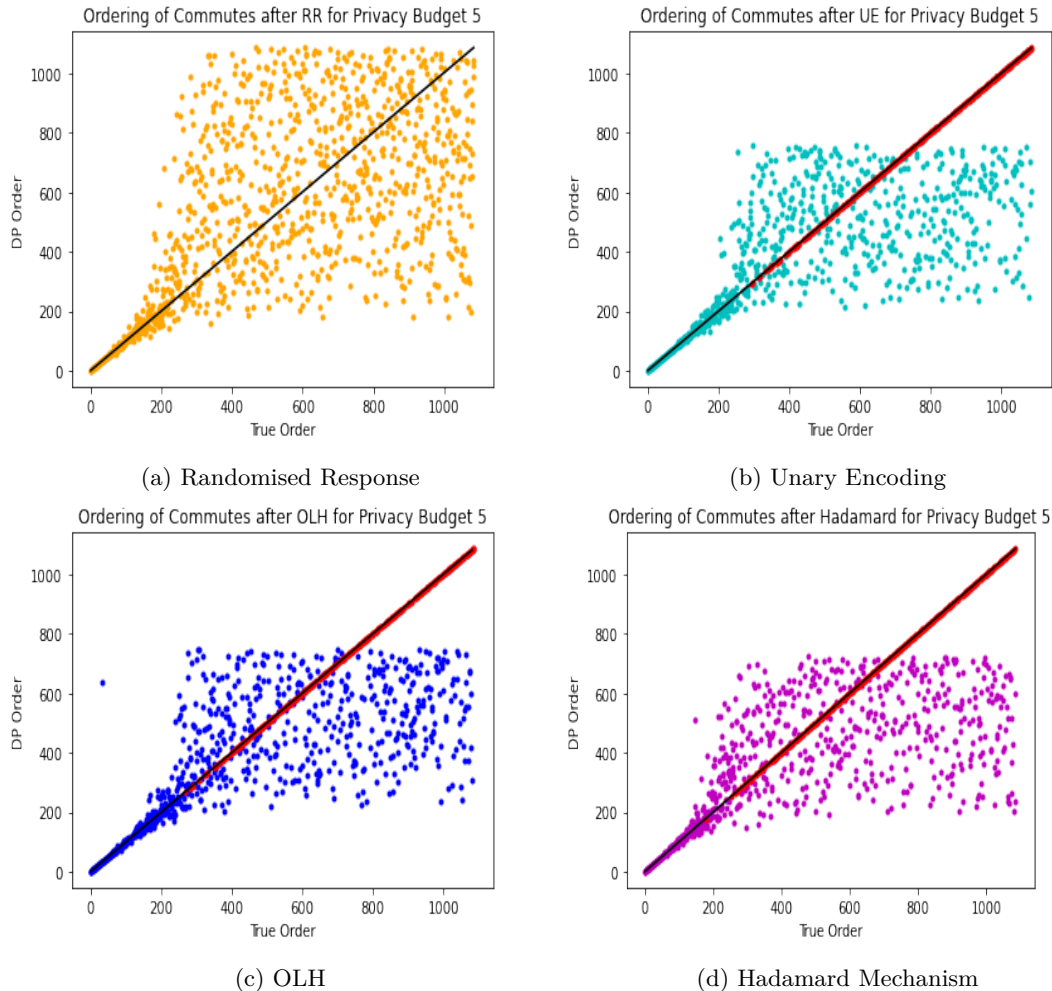 Ordering of Commutes after RR for Privacy Budget 5
1000
800
600
400
200
0
DP Order
0 200 400 600 800 1000
True Order
(a) Randomised Response
Ordering of Commutes after UE for Privacy Budget 5
1000
800
600
400
200
0
DP Order
0 200 400 600 800 1000
True Order
(b) Unary Encoding
Ordering of Commutes after OLH for Privacy Budget 5
1000
800
600
400
200
0
DP Order
0 200 400 600 800 1000
True Order
(c) OLH
Ordering of Commutes after Hadamard for Privacy Budget 5
1000
800
600
400
200
0
DP Order
0 200 400 600 800 1000
True Order
(d) Hadamard Mechanism